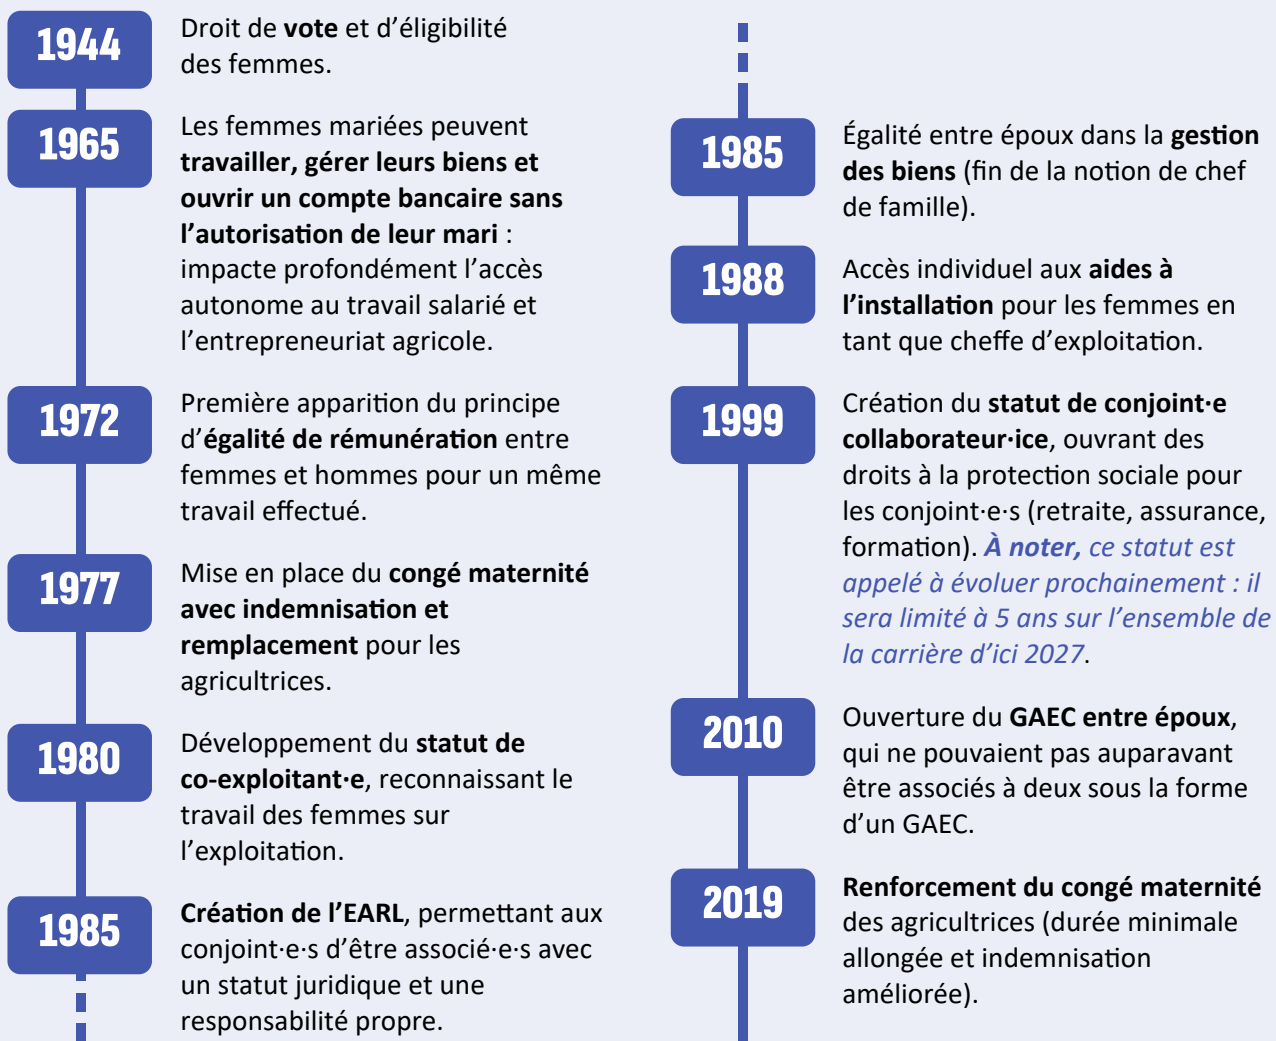 1944
Droit de vote et d’éligibilité
des femmes.
1965
Les femmes mariées peuvent
travailler, gérer leurs biens et
ouvrir un compte bancaire sans
l’autorisation de leur mari :
impacte profondément l’accès
autonome au travail salarié et
l’entrepreneuriat agricole.
1972
Première apparition du principe
d’égalité de rémunération entre
femmes et hommes pour un même
travail effectué.
1977
Mise en place du congé maternité
avec indemnisation et
remplacement pour les
agricultrices.
1980
Développement du statut de
co-exploitant·e, reconnaissant le
travail des femmes sur
l’exploitation.
1985
Création de l’EARL, permettant aux
conjoint·e·s d’être associé·e·s avec
un statut juridique et une
responsabilité propre.
1985
Égalité entre époux dans la gestion
des biens (fin de la notion de chef
de famille).
1988
Accès individuel aux aides à
l’installation pour les femmes en
tant que cheffe d’exploitation.
1999
Création du statut de conjoint·e
collaborateur·ice, ouvrant des
droits à la protection sociale pour
les conjoint·e·s (retraite, assurance,
formation). À noter, ce statut est
appelé à évoluer prochainement : il
sera limité à 5 ans sur l’ensemble de
la carrière d’ici 2027.
2010
Ouverture du GAEC entre époux,
qui ne pouvaient pas auparavant
être associés à deux sous la forme
d’un GAEC.
2019
Renforcement du congé maternité
des agricultrices (durée minimale
allongée et indemnisation
améliorée).